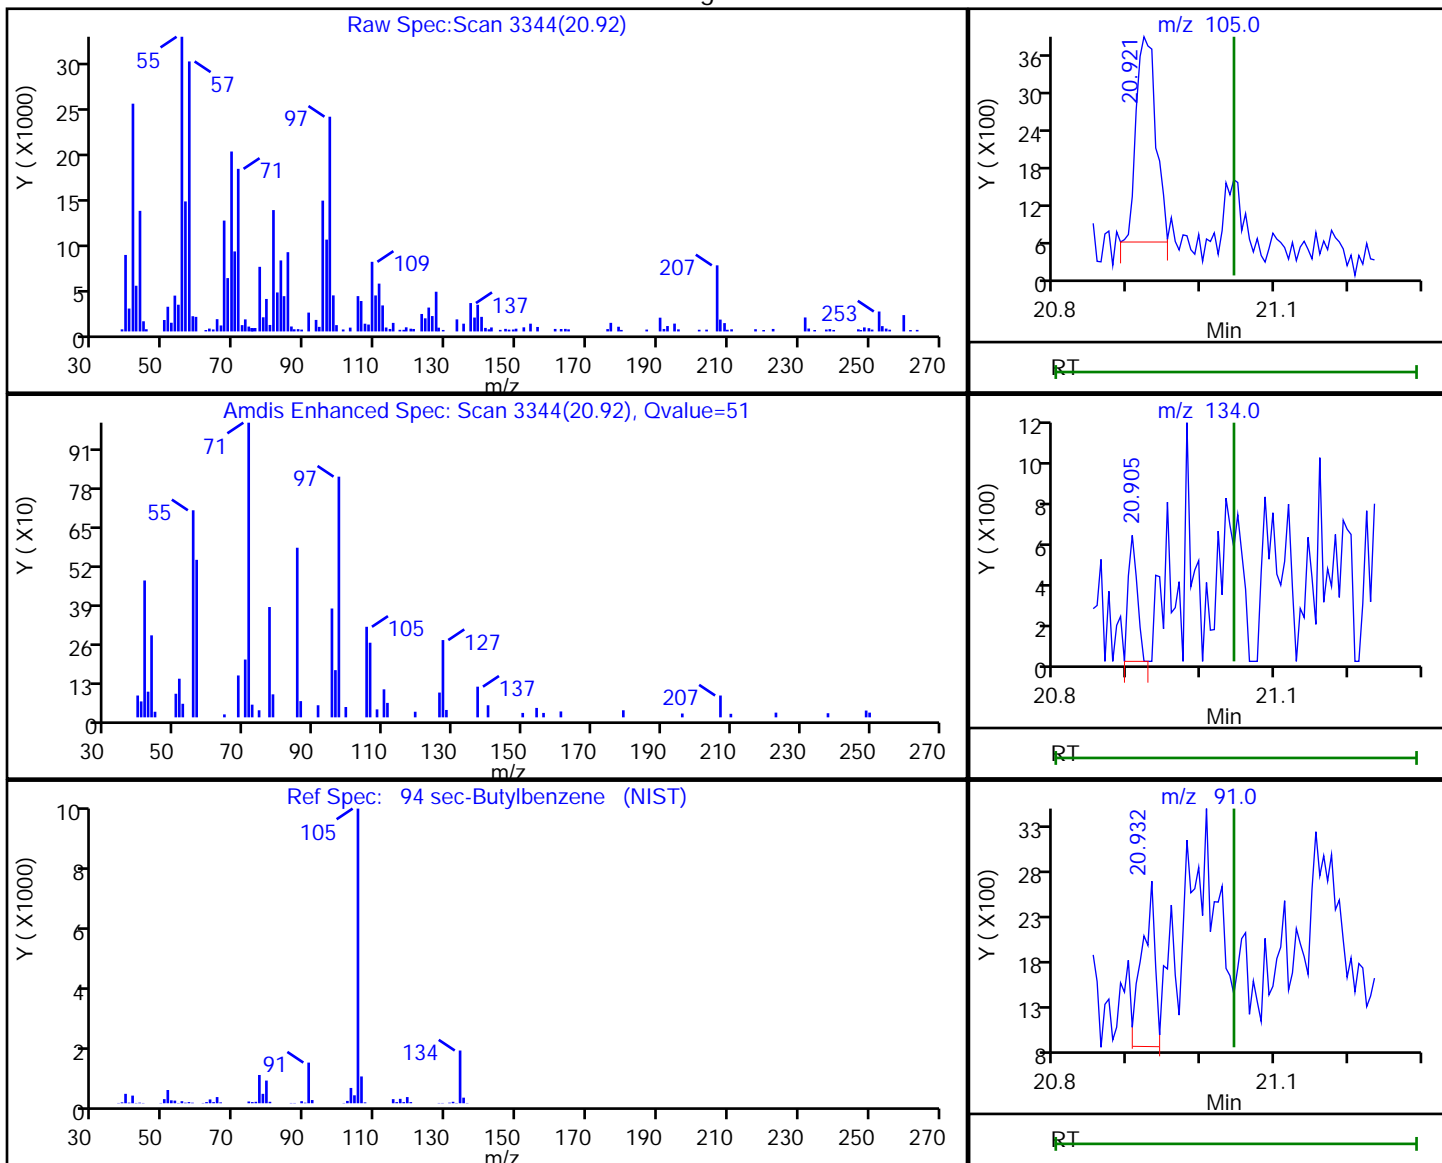 Raw Spec:Scan 3344(20.92)
Y ( X1000)
30
25
20
15
10
5
0
55
57
97
71
109
137
207
253
30 50 70 90 110 130 150 170 190 210 230 250 270
m/z
m/z 105.0
Y ( X100)
36
30
24
18
12
6
0
20.921
20.8 21.1
Min
RT
Amdis Enhanced Spec: Scan 3344(20.92), Qvalue=51
Y ( X10)
91
78
65
52
39
26
13
0
71
97
55
105
127
137
207
30 50 70 90 110 130 150 170 190 210 230 250 270
m/z
m/z 134.0
Y ( X100)
12
10
8
6
4
2
0
20.905
20.8 21.1
Min
RT
Ref Spec: 94 sec-Butylbenzene (NIST)
Y ( X1000)
10
8
6
4
2
0
105
91
134
30 50 70 90 110 130 150 170 190 210 230 250 270
m/z
m/z 91.0
Y ( X100)
33
28
23
18
13
8
20.932
20.8 21.1
Min
RT